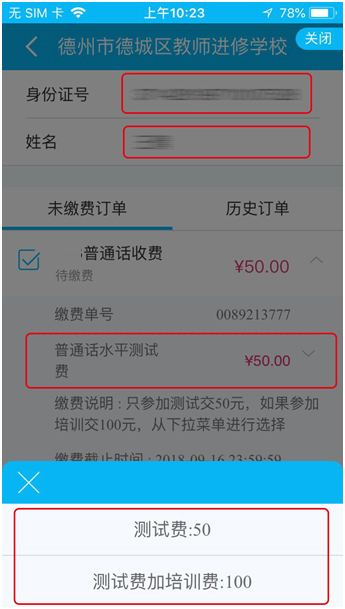 无 SIM 卡 上午10:23 78%
德州市德城区教师进修学校 关闭
身份证号
姓名
未缴费订单 历史订单
普通话收费 ¥50.00
待缴费
缴费单号 0089213777
普通话水平测试费 ¥50.00
缴费说明 : 只参加测试交50元，如果参加
培训交100元，从下拉菜单进行选择
缴费截止时间 : 2018-09-16 23:59:59
测试费:50
测试费加培训费:100